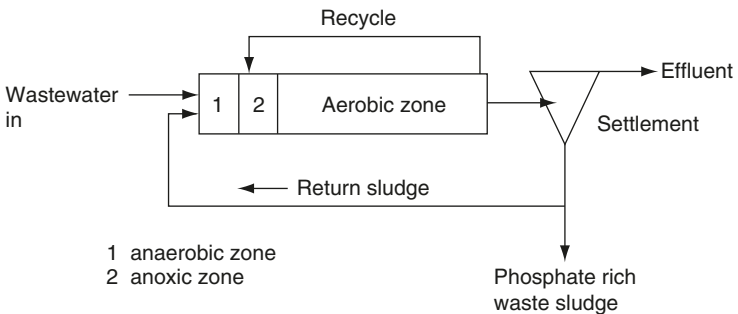 Recycle
Wastewater
in
1
2
Aerobic zone
Effluent
Settlement
Return sludge
1 anaerobic zone
2 anoxic zone
Phosphate rich
waste sludge